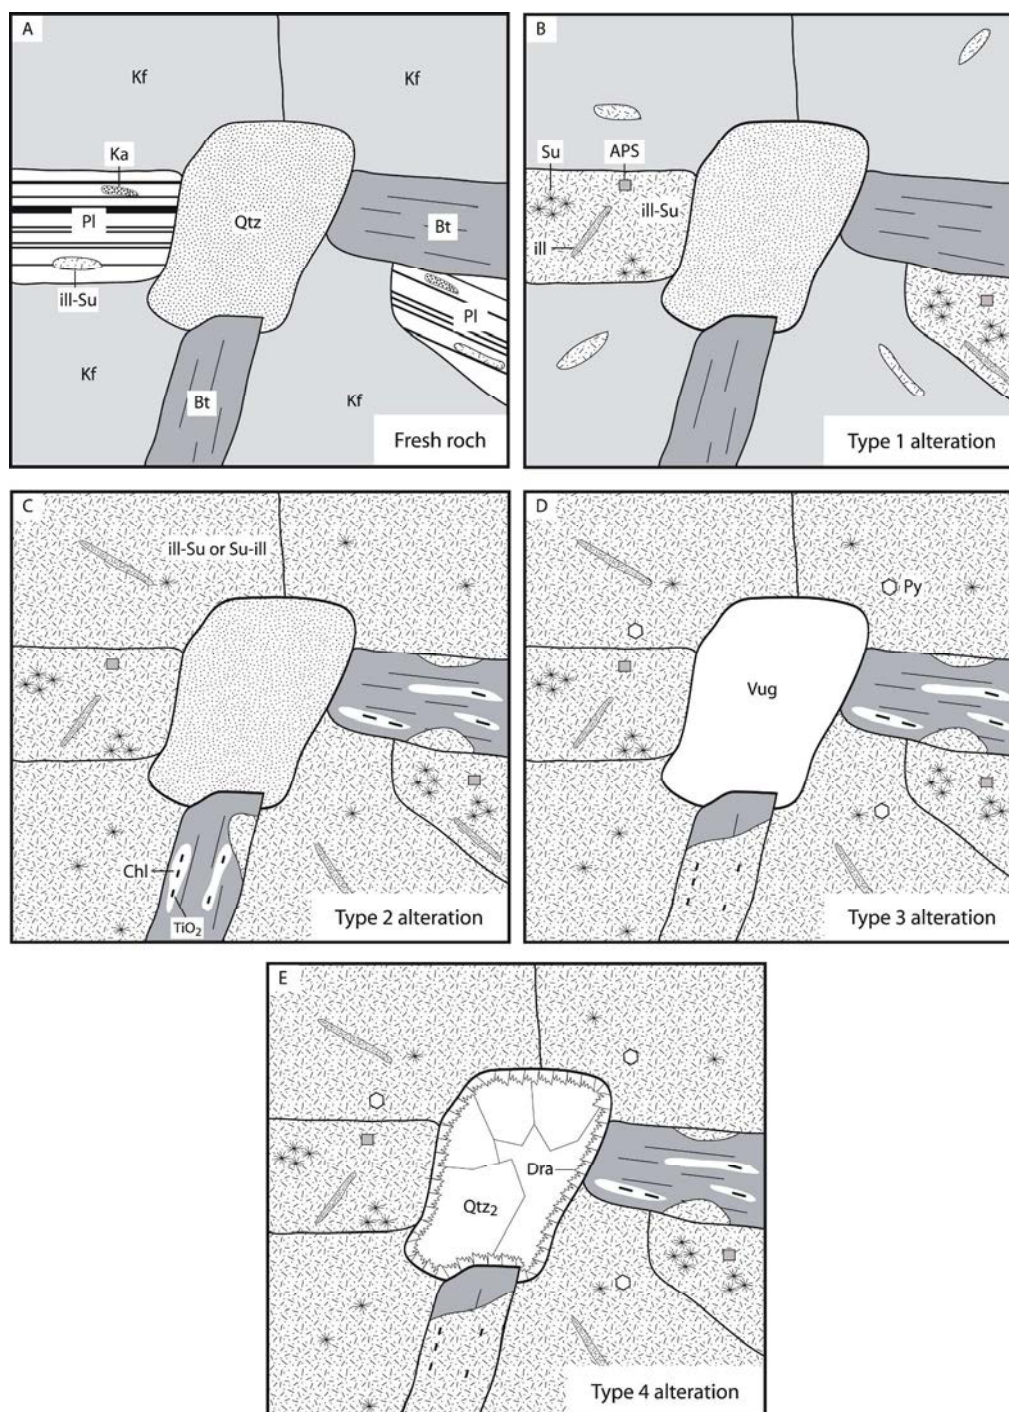 A
Kf
Kf
Ka
Pl
Qtz
Bt
ill-Su
Pl
Kf
Bt
Kf
Fresh roch
B
Su
APS
ill-Su
ill
Type 1 alteration
C
ill-Su or Su-ill
Chl
TiO₂
Type 2 alteration
D
Py
Vug
Type 3 alteration
E
Dra
Qtz₂
Type 4 alteration